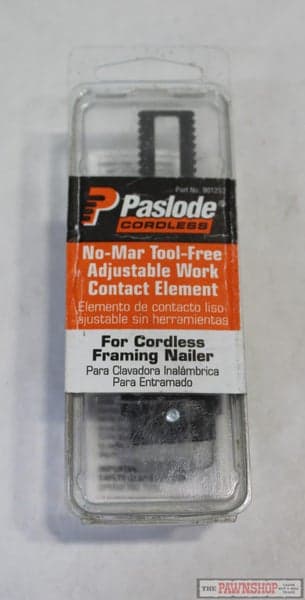 Part No. 901252
Paslode®
CORDLESS
No-Mar Tool-Free
Adjustable Work
Contact Element
Elemento de contacto liso
ajustable sin herramientas
For Cordless
Framing Nailer
Para Clavadora Inalámbrica
Para Entramado
THE PAWNSHOP